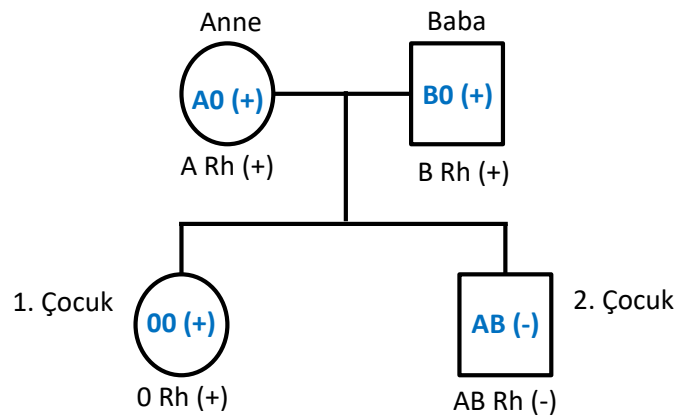 Anne
Baba
A0 (+)
B0 (+)
A Rh (+)
B Rh (+)
1. Çocuk
00 (+)
AB (-)
2. Çocuk
0 Rh (+)
AB Rh (-)